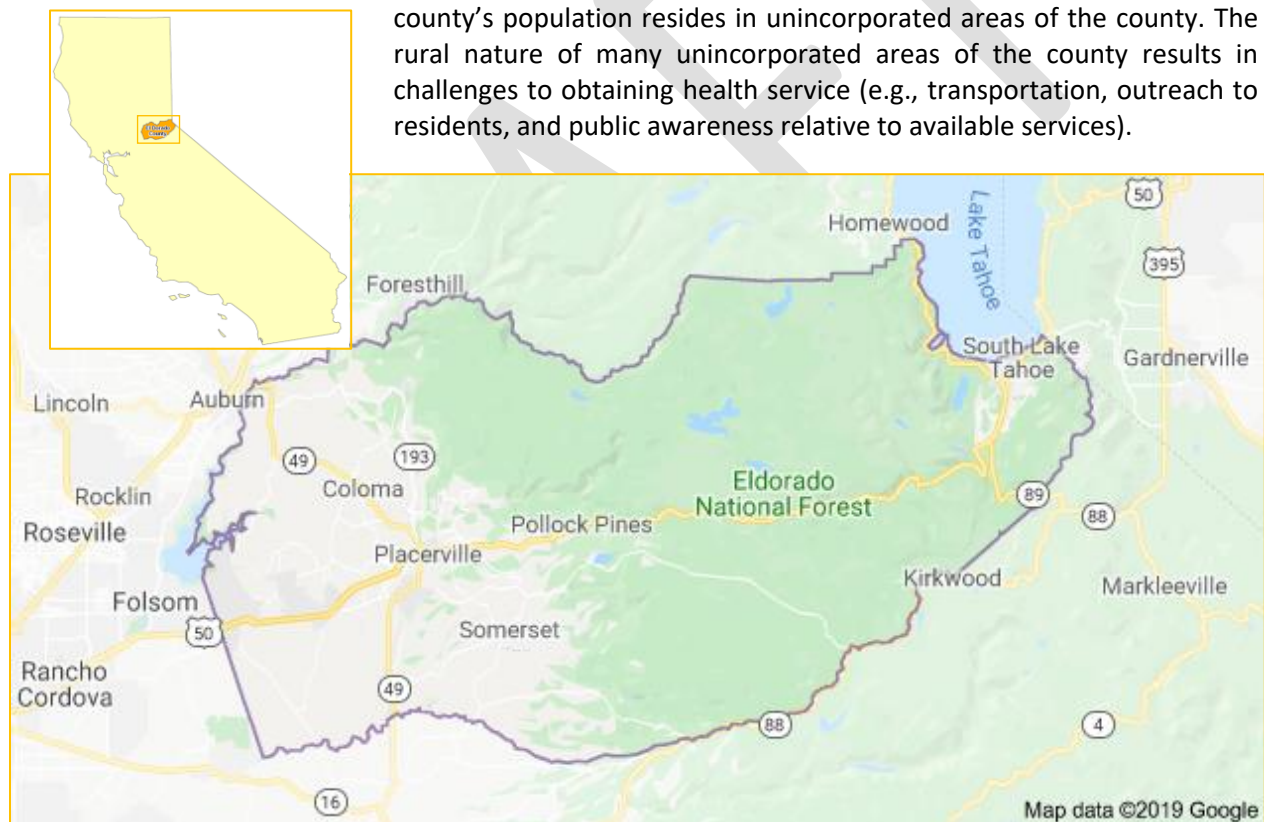 county's population resides in unincorporated areas of the county. The
rural nature of many unincorporated areas of the county results in
challenges to obtaining health service (e.g., transportation, outreach to
residents, and public awareness relative to available services).
El Dorado
County
50
Homewood
Lake Tahoe
395
Foresthill
South Lake
Tahoe
Gardnerville
Lincoln
Auburn
49
193
Rocklin
Coloma
Eldorado
National Forest
89
88
Roseville
Pollock Pines
Placerville
Kirkwood
Markleeville
Folsom
50
Somerset
Rancho
Cordova
49
88
4
16
Map data ©2019 Google